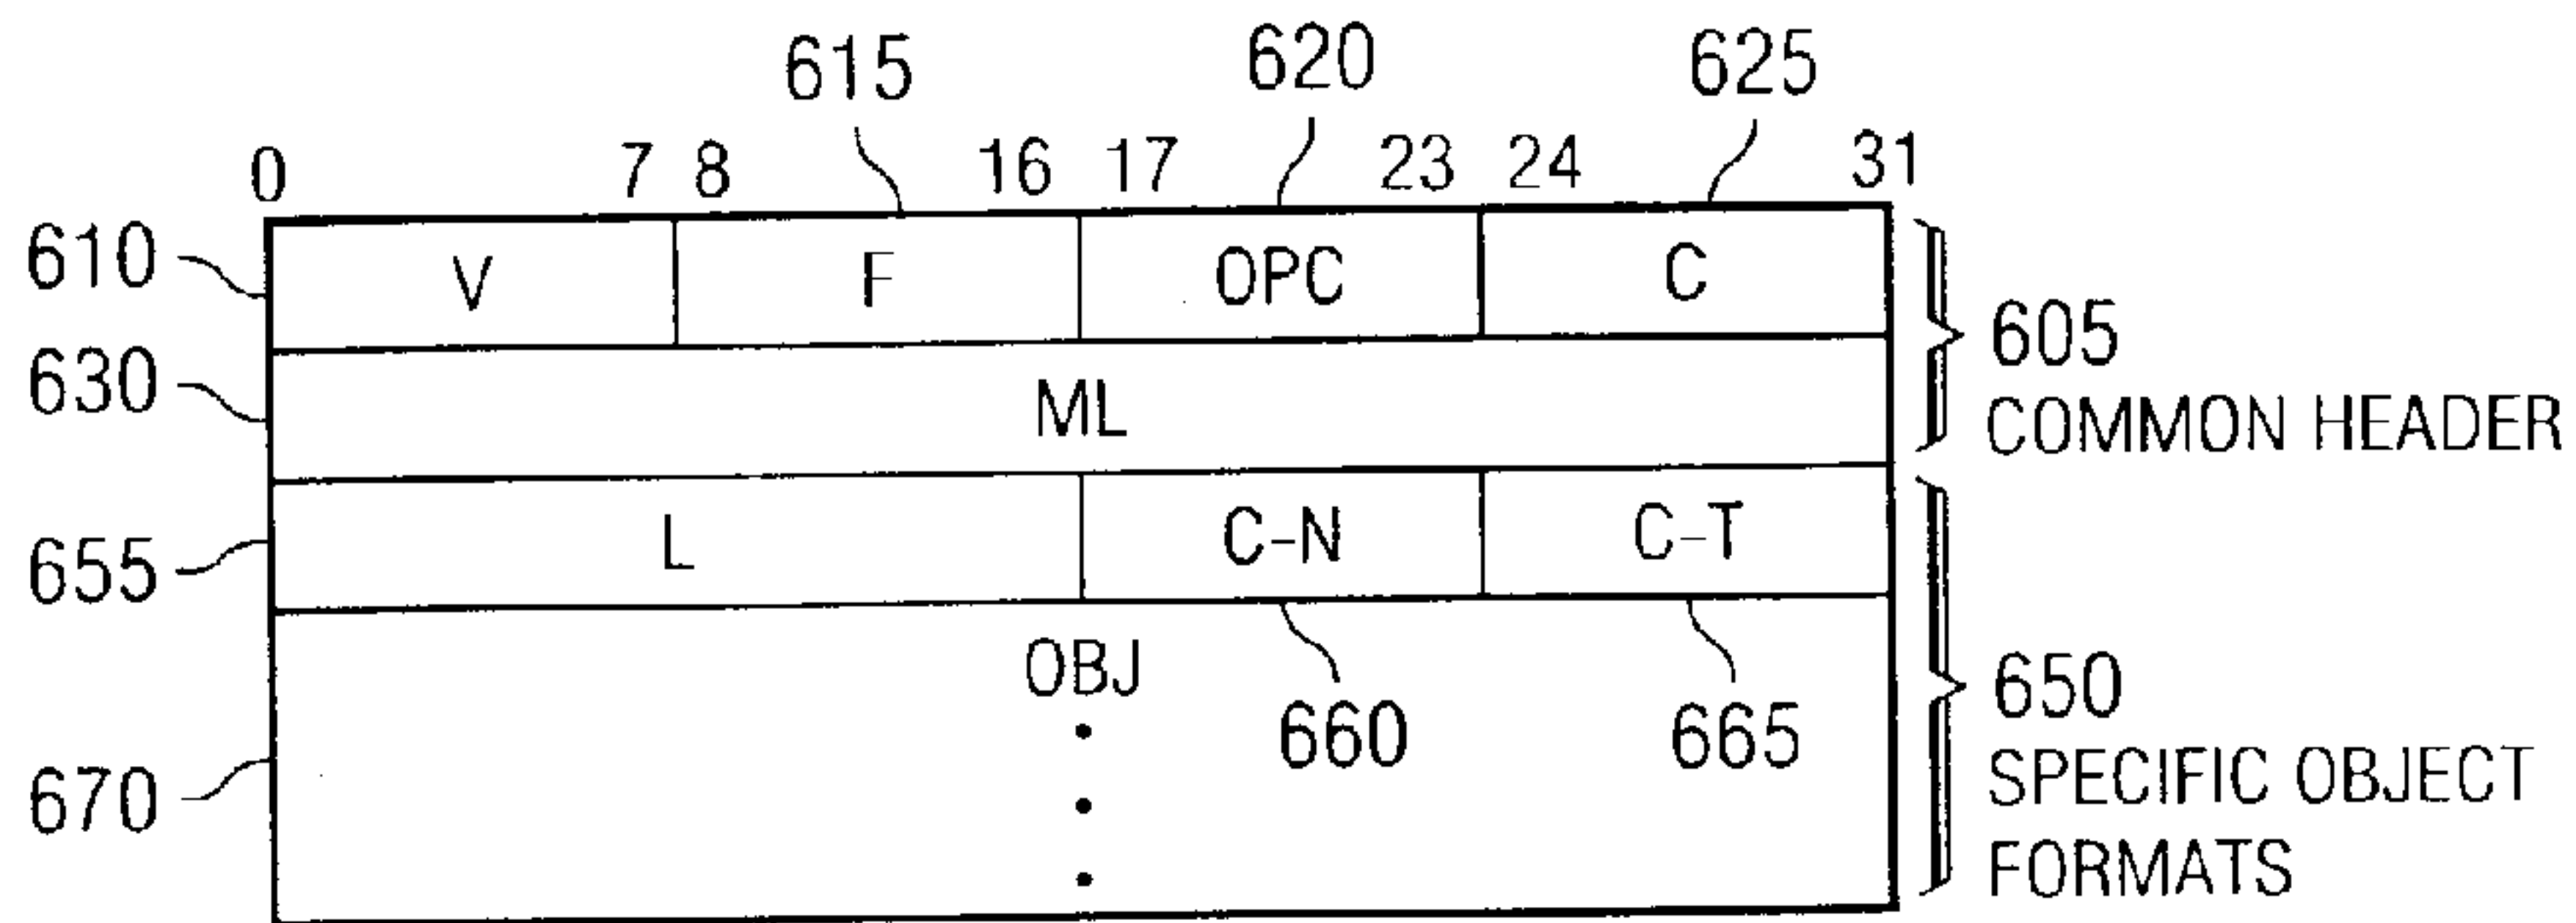 615 620 625
0 7 8 16 17 23 24 31
610 V F OPC C
605
COMMON HEADER
630 ML
655 L C-N C-T
OBJ
660 665
650
SPECIFIC OBJECT
FORMATS
670